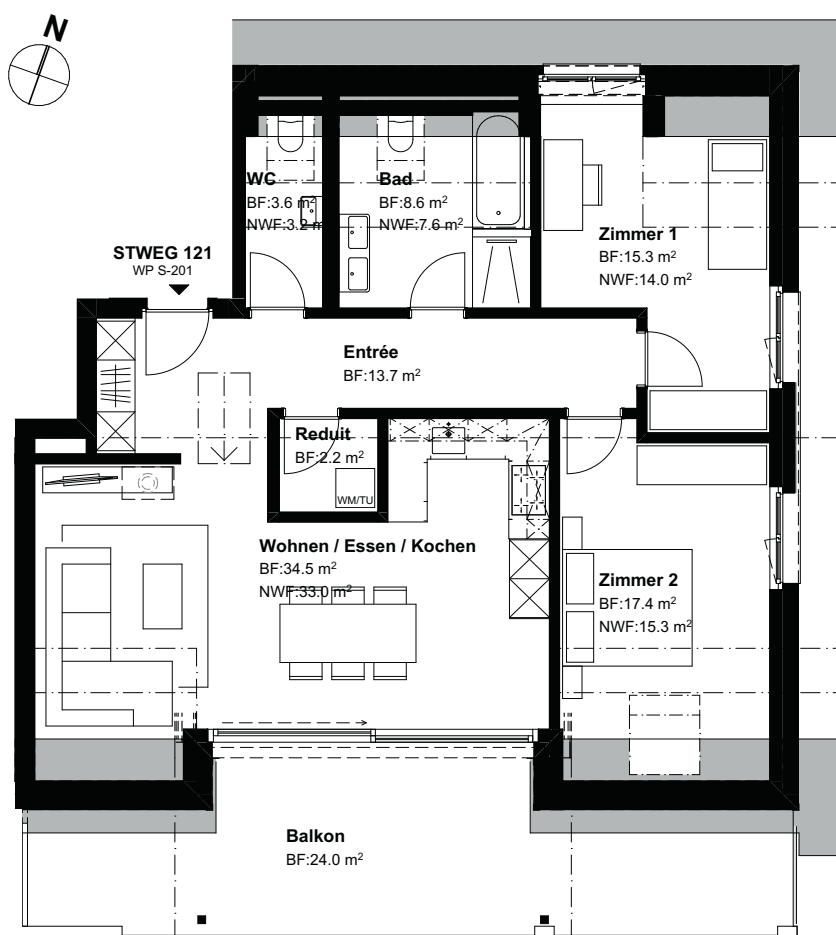 N
WC
BF:3.6 m²
NWF:3.2 m
Bad
BF:8.6 m²
NWF:7.6 m²
Zimmer 1
BF:15.3 m²
NWF:14.0 m²
STWEG 121
WP S-201
Entrée
BF:13.7 m²
Reduit
BF:2.2 m²
WM/TU
Wohnen / Essen / Kochen
BF:34.5 m²
NWF:33.0 m²
Zimmer 2
BF:17.4 m²
NWF:15.3 m²
Balkon
BF:24.0 m²